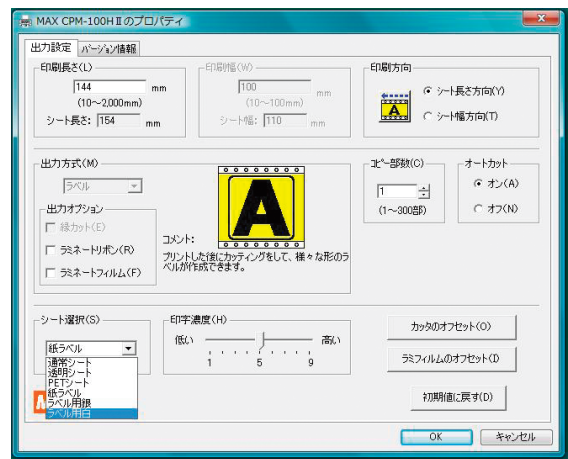 MAX CPM-100HⅡのプロパティ
出力設定 バージョン情報
印刷長さ(L)
144 mm
(10~2,000mm)
シート長さ: 154 mm
印刷幅(W)
100 mm
(10~100mm)
シート幅: 110 mm
印刷方向
A
シート長さ方向(Y)
シート幅方向(T)
出力方式(M)
ラベル
出力オプション
縁カット(E)
ラミネートリボン(R)
ラミネートフィルム(F)
A
コメント:
プリントした後にカッティングをして、様々な形のラ
ベルが作成できます。
コピー部数(C)
1
(1~300部)
オートカット
オン(A)
オフ(N)
シート選択(S)
紙ラベル
通常シート
透明シート
PETシート
紙ラベル
ラベル用銀
ラベル用白
印字濃度(H)
低い 高い
1 5 9
カッタのオフセット(O)
ラミフィルムのオフセット(I)
初期値に戻す(D)
OK キャンセル